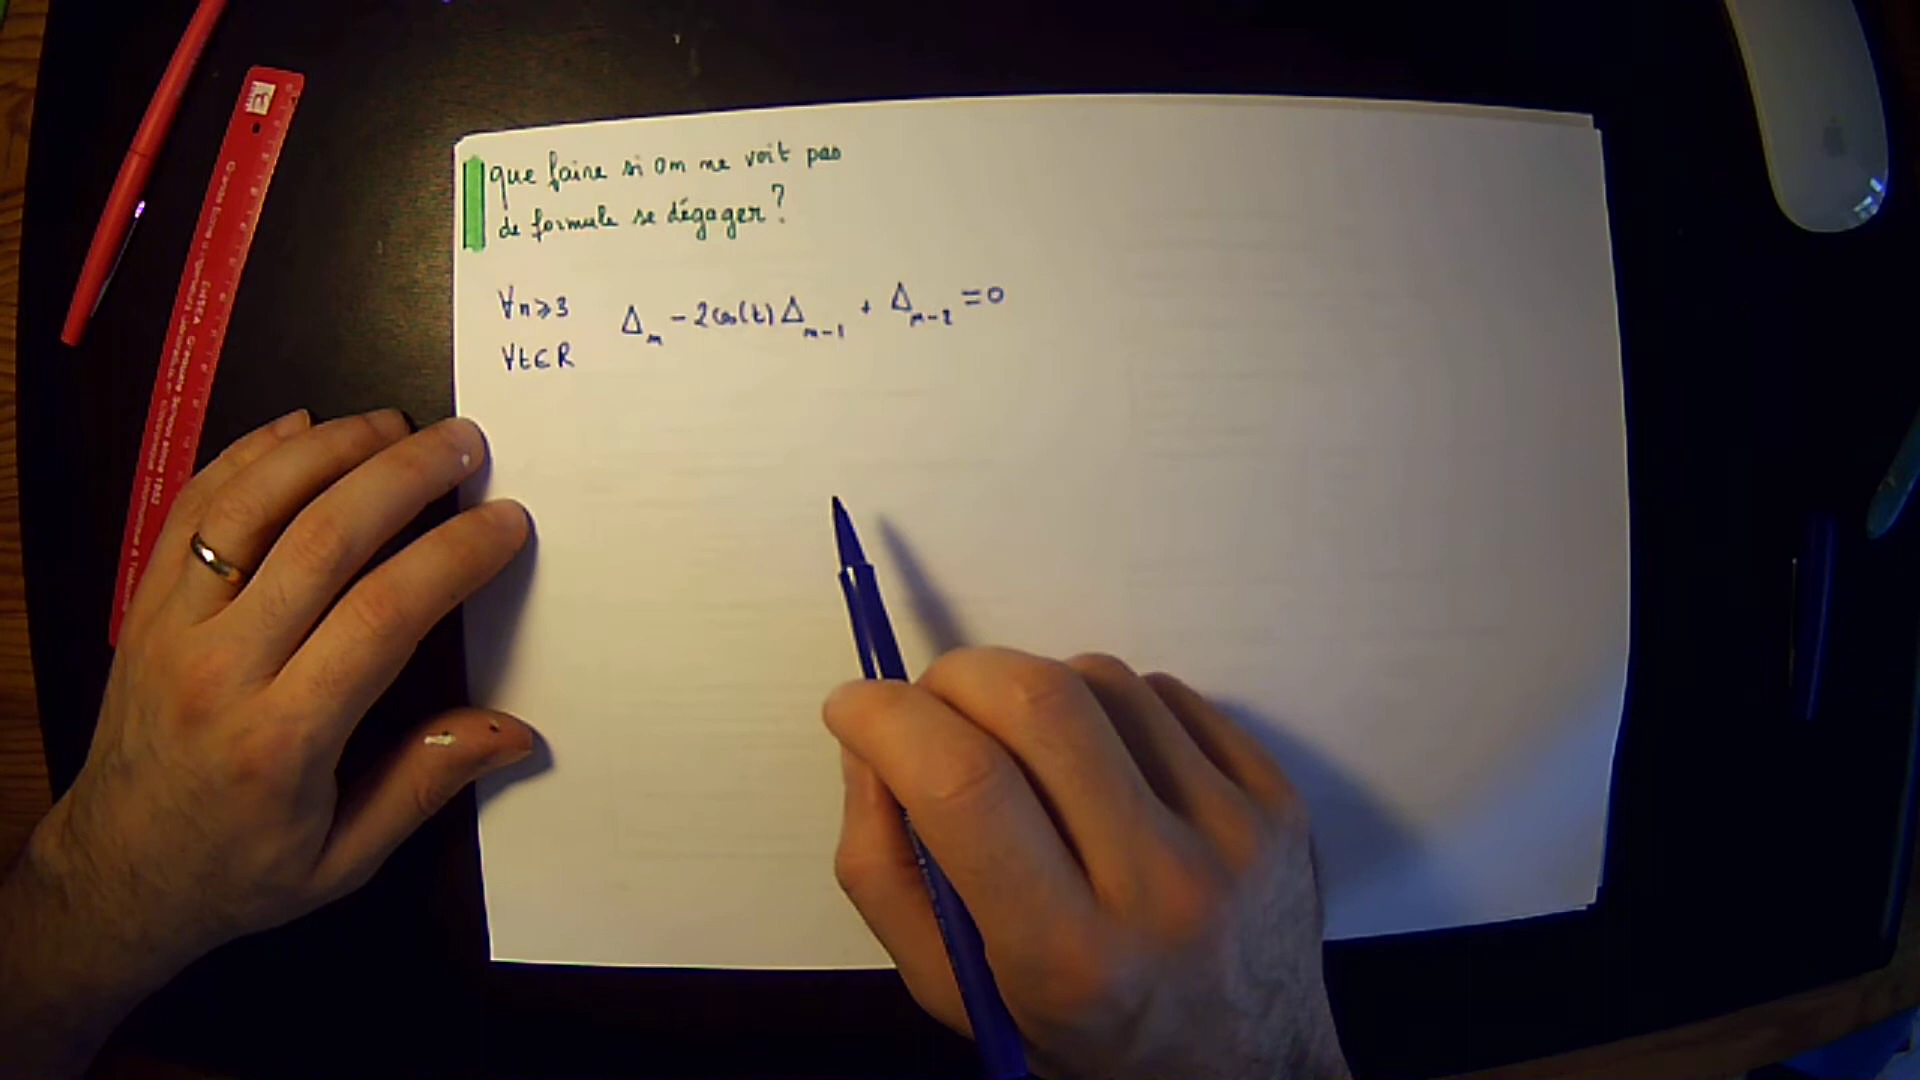 que faire si on ne voit pas
de formule se dégager ?
∀n≥3 Δn - 2cos(t)Δn-1 + Δn-2 = 0
∀t∈R